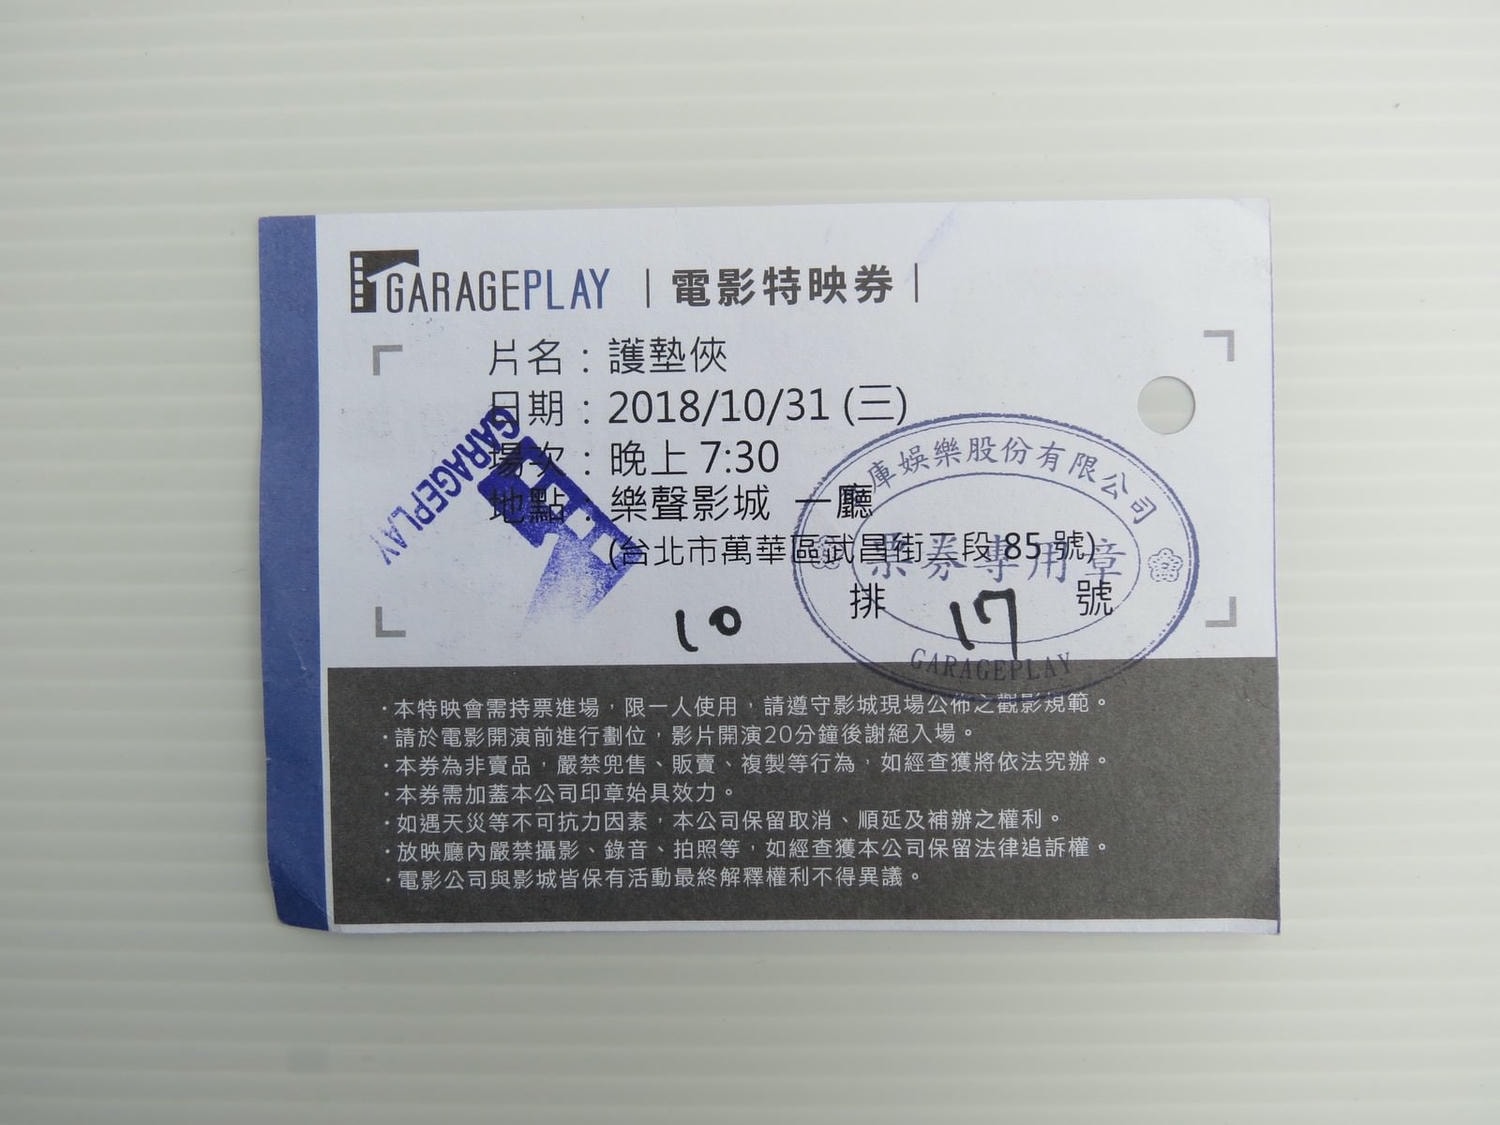 GARAGEPLAY | 電影特映券 |
片名：護墊俠
日期：2018/10/31 (三)
場次：晚上 7:30
地點：樂聲影城 一廳
(台北市萬華區武昌街二段 85 號)
10 排 17 號
GARAGEPLAY
庫娛樂股份有限公司
票券專用章
GARAGEPLAY
·本特映會需持票進場，限一人使用，請遵守影城現場公佈之觀影規範。
·請於電影開演前進行劃位，影片開演20分鐘後謝絕入場。
·本券為非賣品，嚴禁兜售、販賣、複製等行為，如經查獲將依法究辦。
·本券需加蓋本公司印章始具效力。
·如遇天災等不可抗力因素，本公司保留取消、順延及補辦之權利。
·放映廳內嚴禁攝影、錄音、拍照等，如經查獲本公司保留法律追訴權。
·電影公司與影城皆保有活動最終解釋權利不得異議。